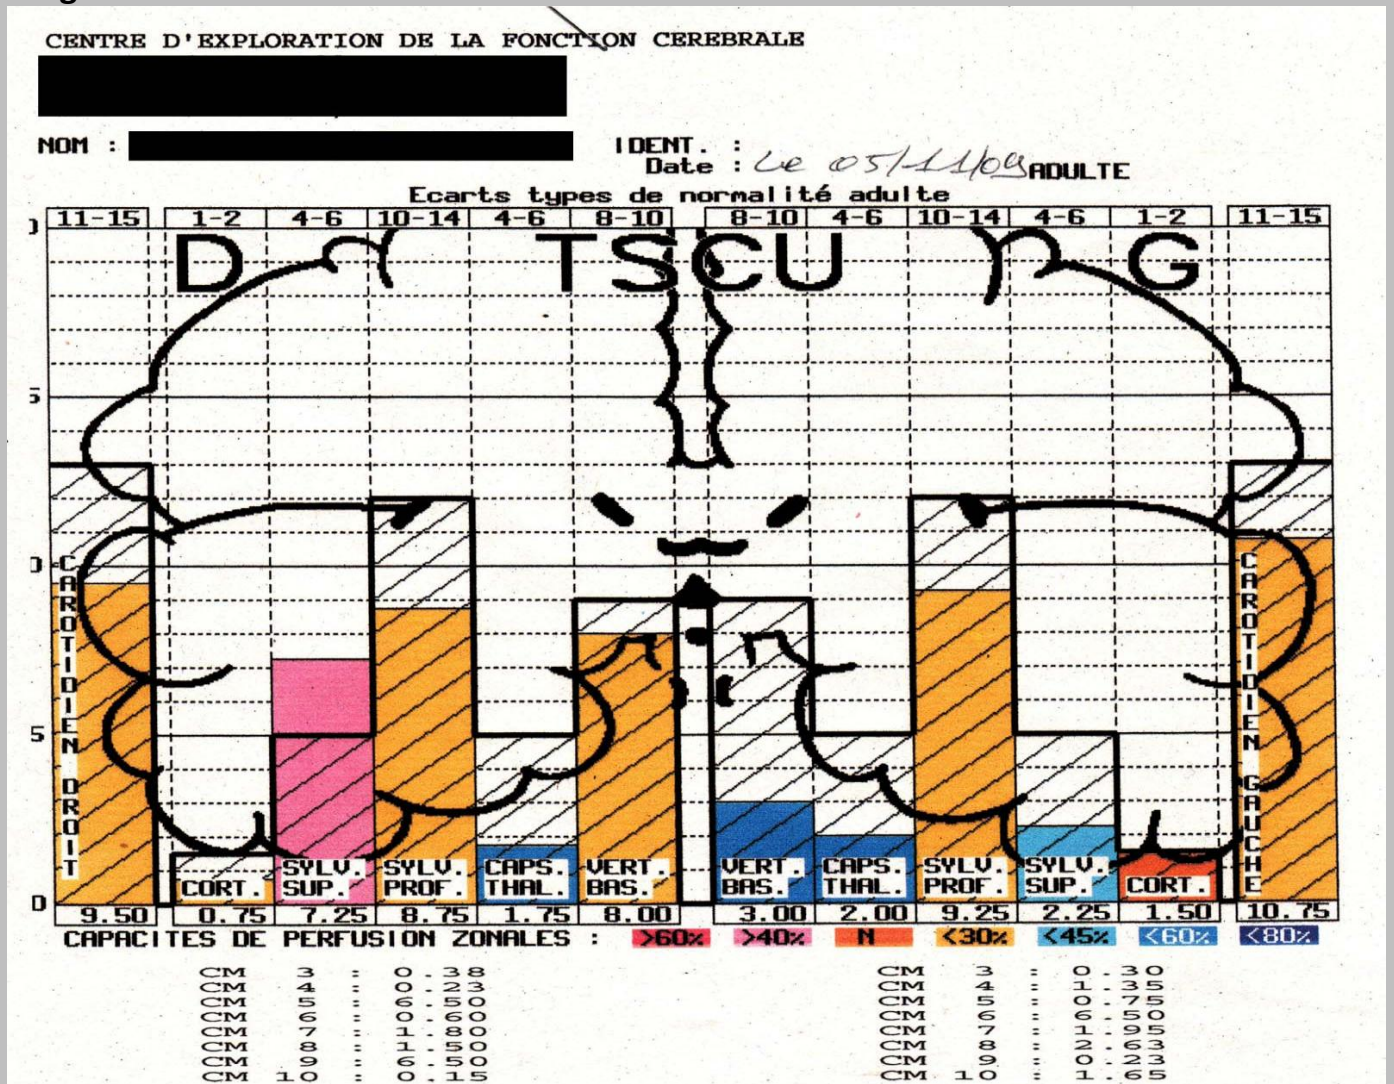 CENTRE D'EXPLORATION DE LA FONCTION CEREBRALE
NOM : IDENT. :
Date : Le 05/11/09 ADULTE
Ecarts types de normalité adulte
11-15 1-2 4-6 10-14 4-6 8-10 8-10 4-6 10-14 4-6 1-2 11-15
D TSCU G
5
0
5
0
CAROTIDIEN DROIT
CORT.
SYLV. SUP.
SYLV. PROF.
CAPS. THAL.
VERT. BAS.
VERT. BAS.
CAPS. THAL.
SYLV. PROF.
SYLV. SUP.
CORT.
CAROTIDIEN GAUCHE
9.50 0.75 7.25 8.75 1.75 8.00 3.00 2.00 9.25 2.25 1.50 10.75
CAPACITES DE PERFUSION ZONALES : >60% >40% N <30% <45% <60% <80%
CM 3 : 0.38 CM 3 : 0.30
CM 4 : 0.23 CM 4 : 1.35
CM 5 : 6.50 CM 5 : 0.75
CM 6 : 0.60 CM 6 : 6.50
CM 7 : 1.80 CM 7 : 1.95
CM 8 : 1.50 CM 8 : 2.63
CM 9 : 6.50 CM 9 : 0.23
CM 10 : 0.15 CM 10 : 1.65